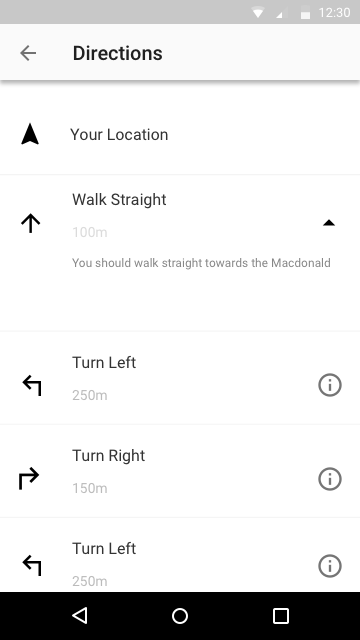 12:30
Directions
Your Location
Walk Straight
100m
You should walk straight towards the Macdonald
Turn Left
250m
Turn Right
150m
Turn Left
250m